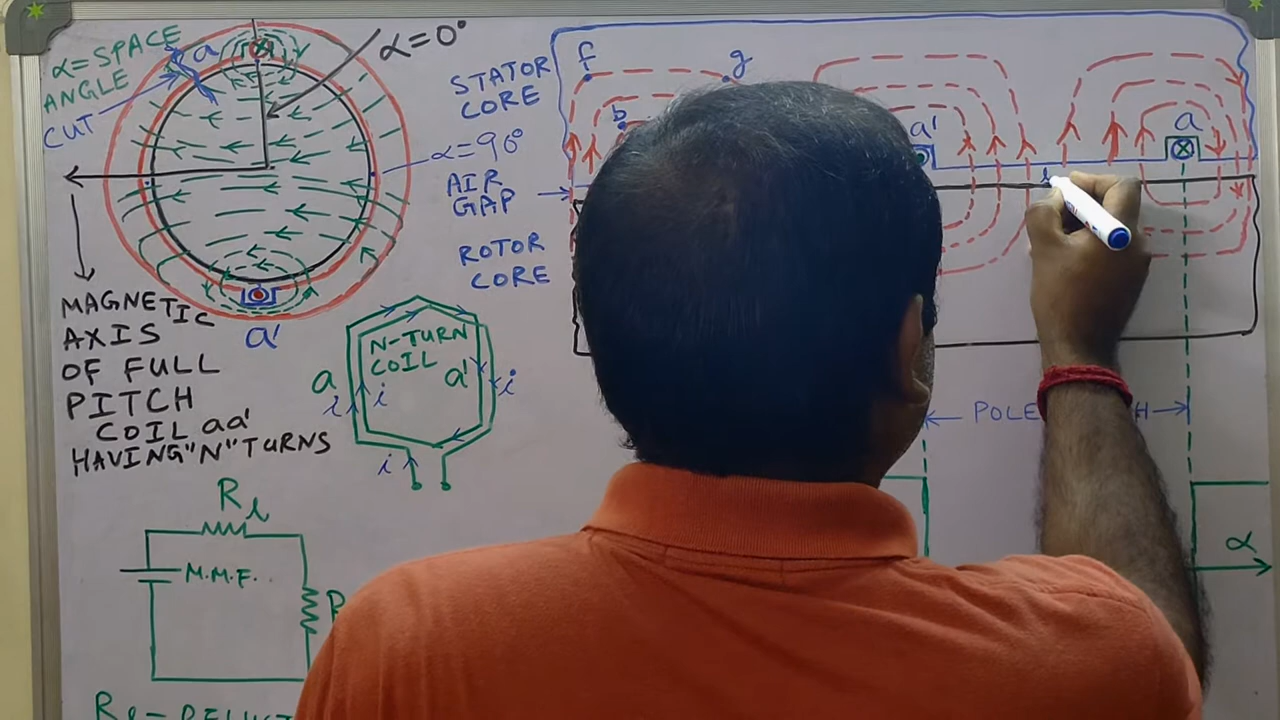 α=SPACE
ANGLE
CUT
a
α=0°
α=90°
a'
MAGNETIC
AXIS
OF FULL
PITCH
COIL aa'
HAVING "N" TURNS
N-TURN
COIL
a
a'
i
i
i
STATOR
CORE
AIR
GAP
ROTOR
CORE
f
g
b
a'
a
α
Rl
M.M.F.